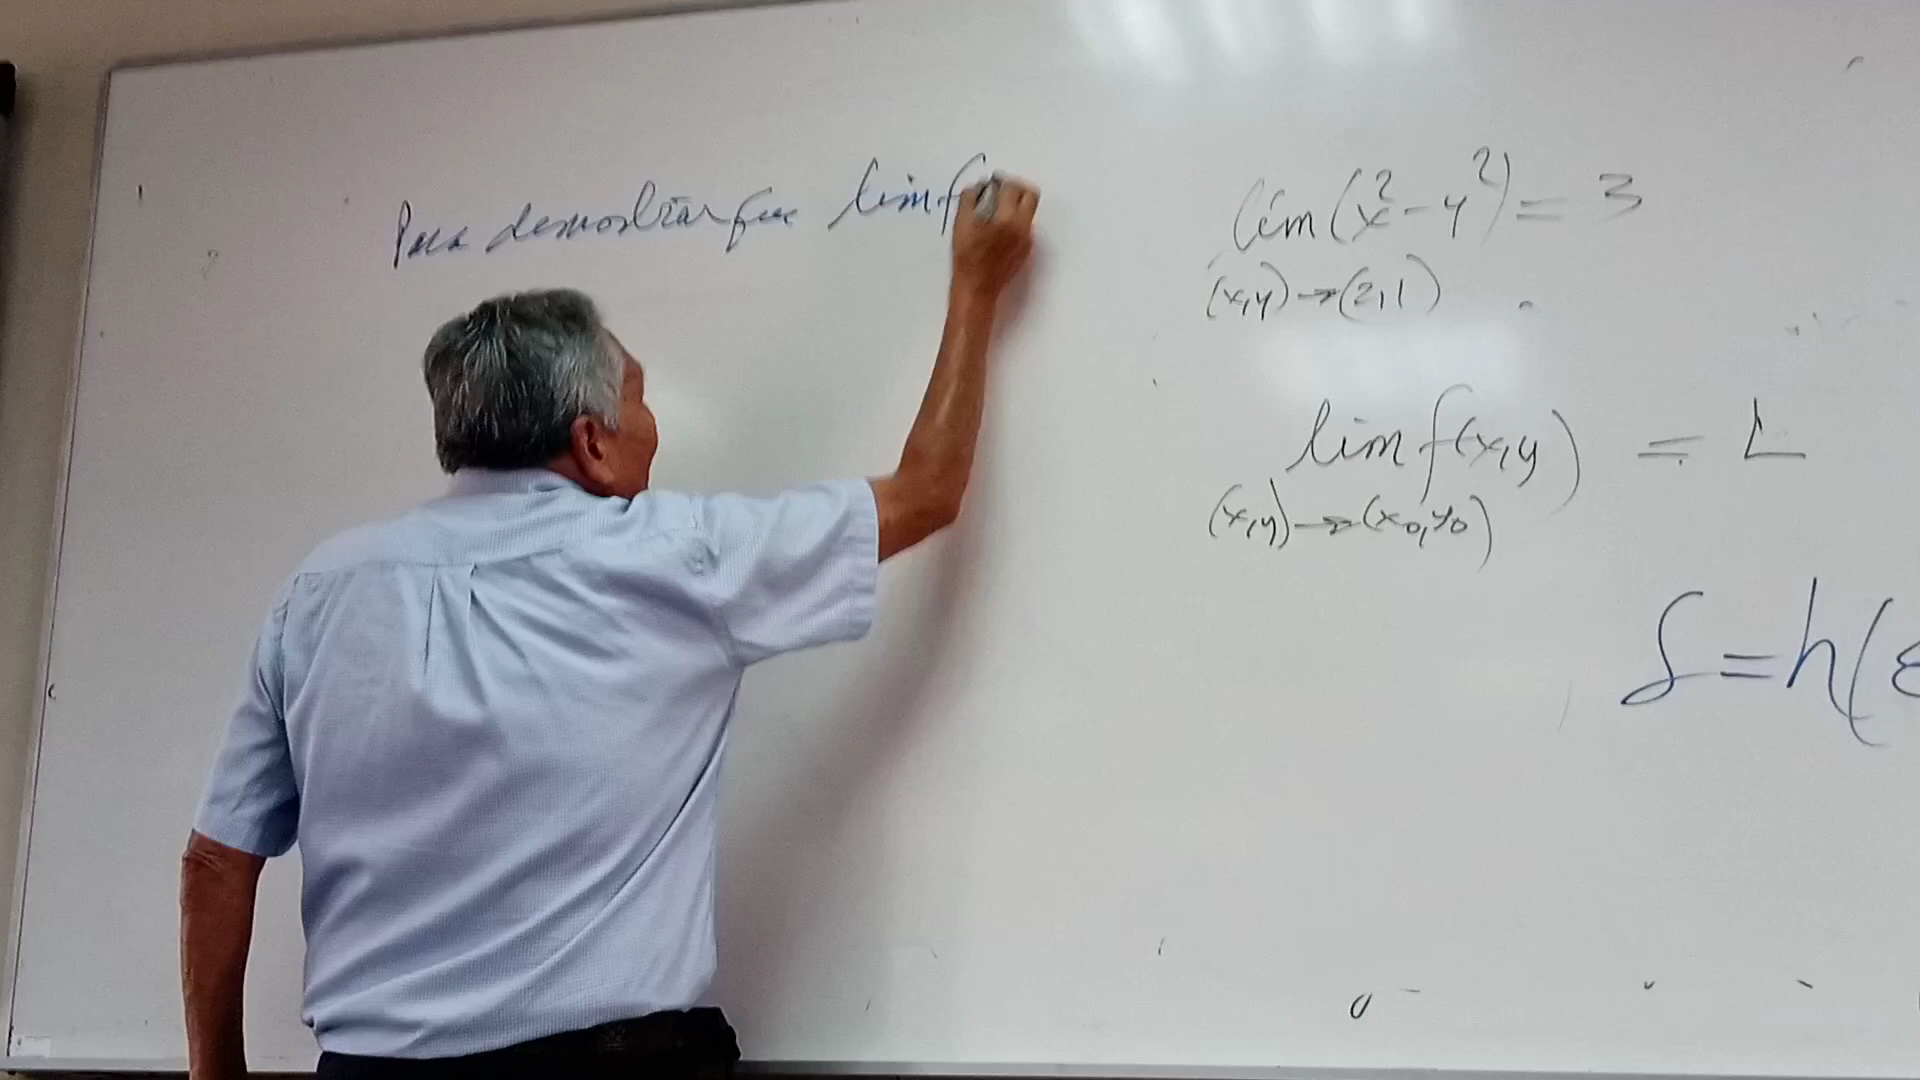 Para demostrar que lim f(
lim (x² - y²) = 3
(x,y) → (2,1)
lim f(x,y) = L
(x,y) → (x₀,y₀)
δ = h(ε